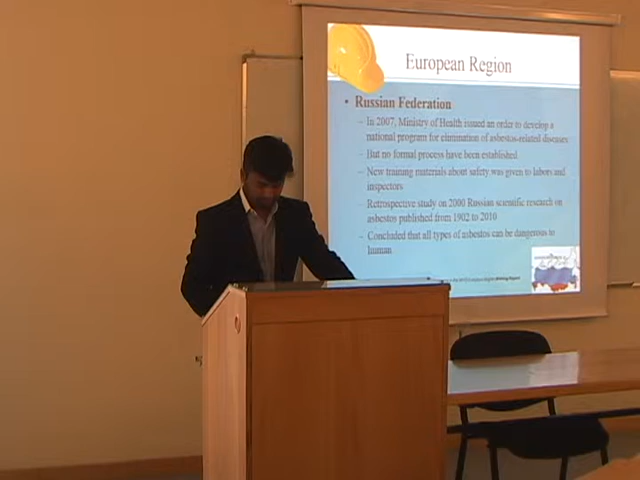 European Region
• Russian Federation
– In 2007, Ministry of Health issued an order to develop a
national program for elimination of asbestos-related diseases
– But no formal process have been established
– New training materials about safety was given to labors and
inspectors
– Retrospective study on 2000 Russian scientific research on
asbestos published from 1902 to 2010
– Concluded that all types of asbestos can be dangerous to
human